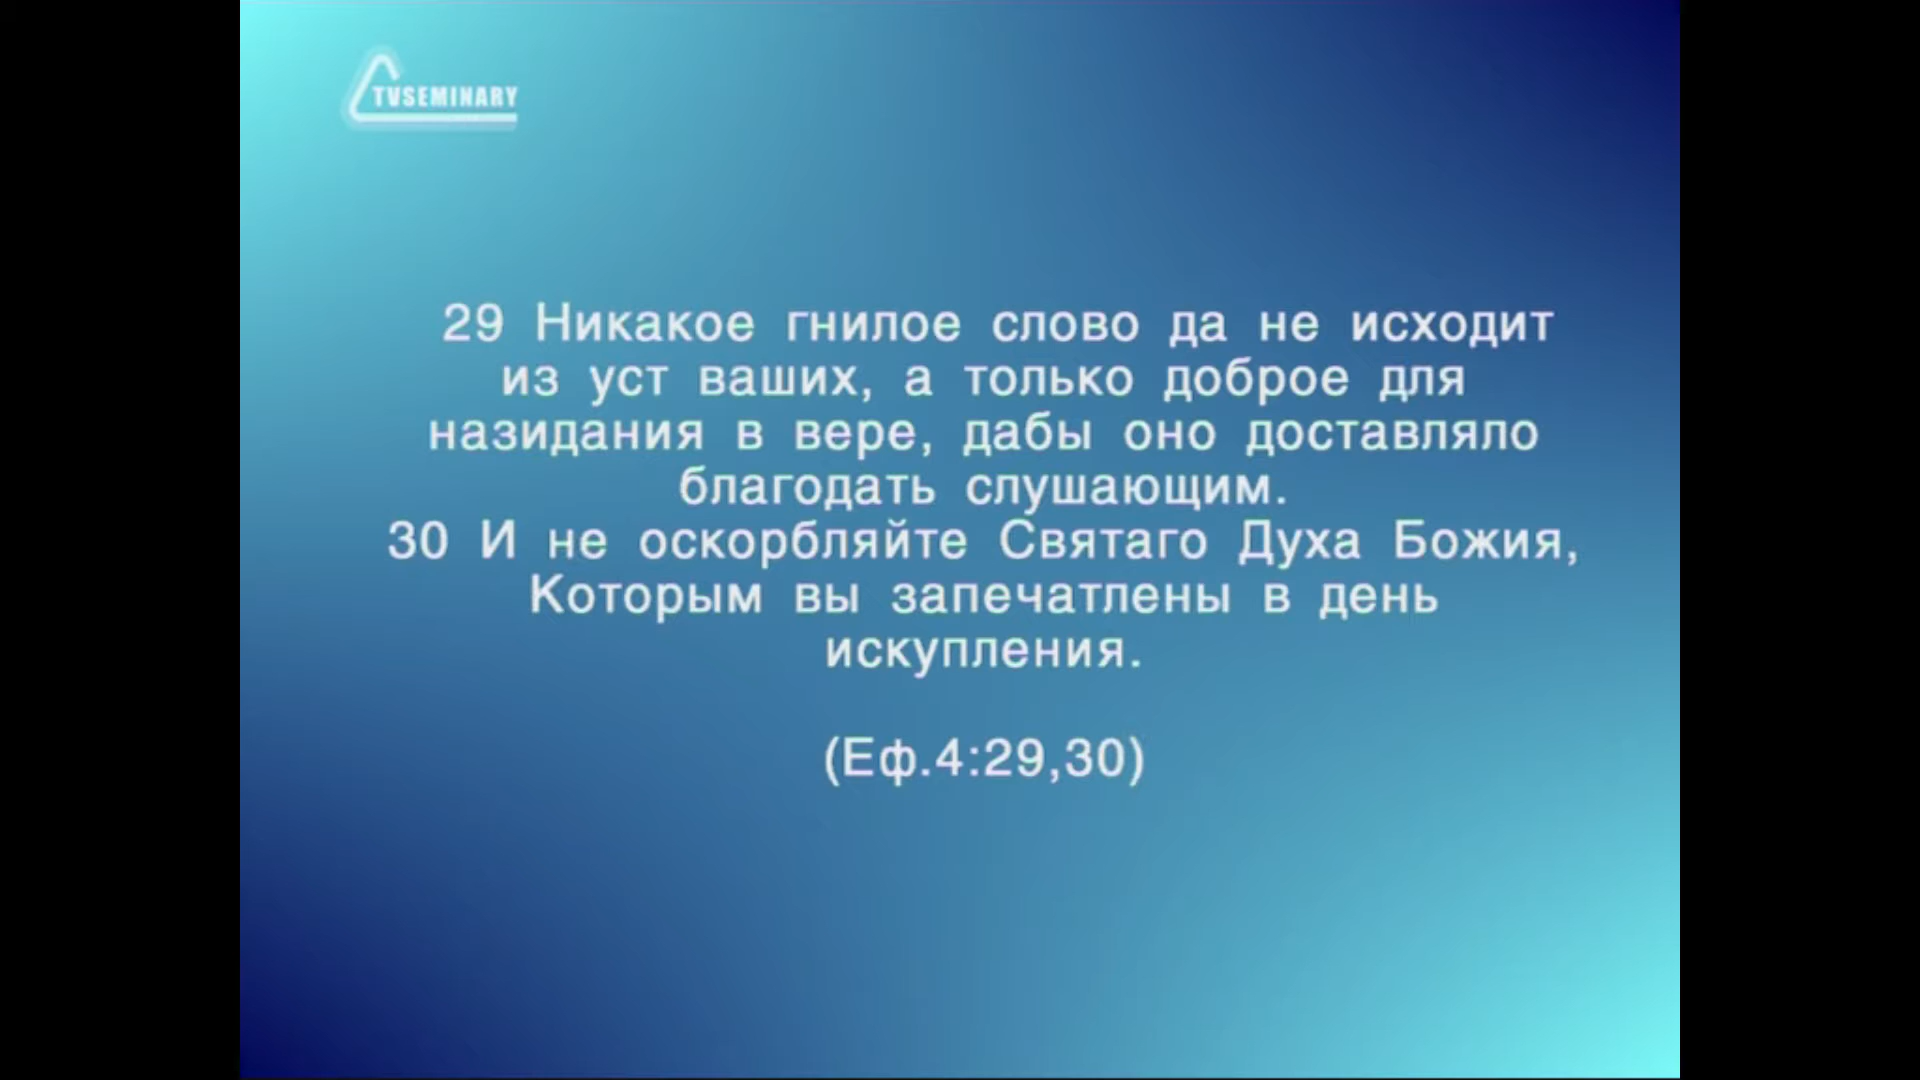 TVSEMINARY
29 Никакое гнилое слово да не исходит
из уст ваших, а только доброе для
назидания в вере, дабы оно доставляло
благодать слушающим.
30 И не оскорбляйте Святаго Духа Божия,
Которым вы запечатлены в день
искупления.
(Еф.4:29,30)